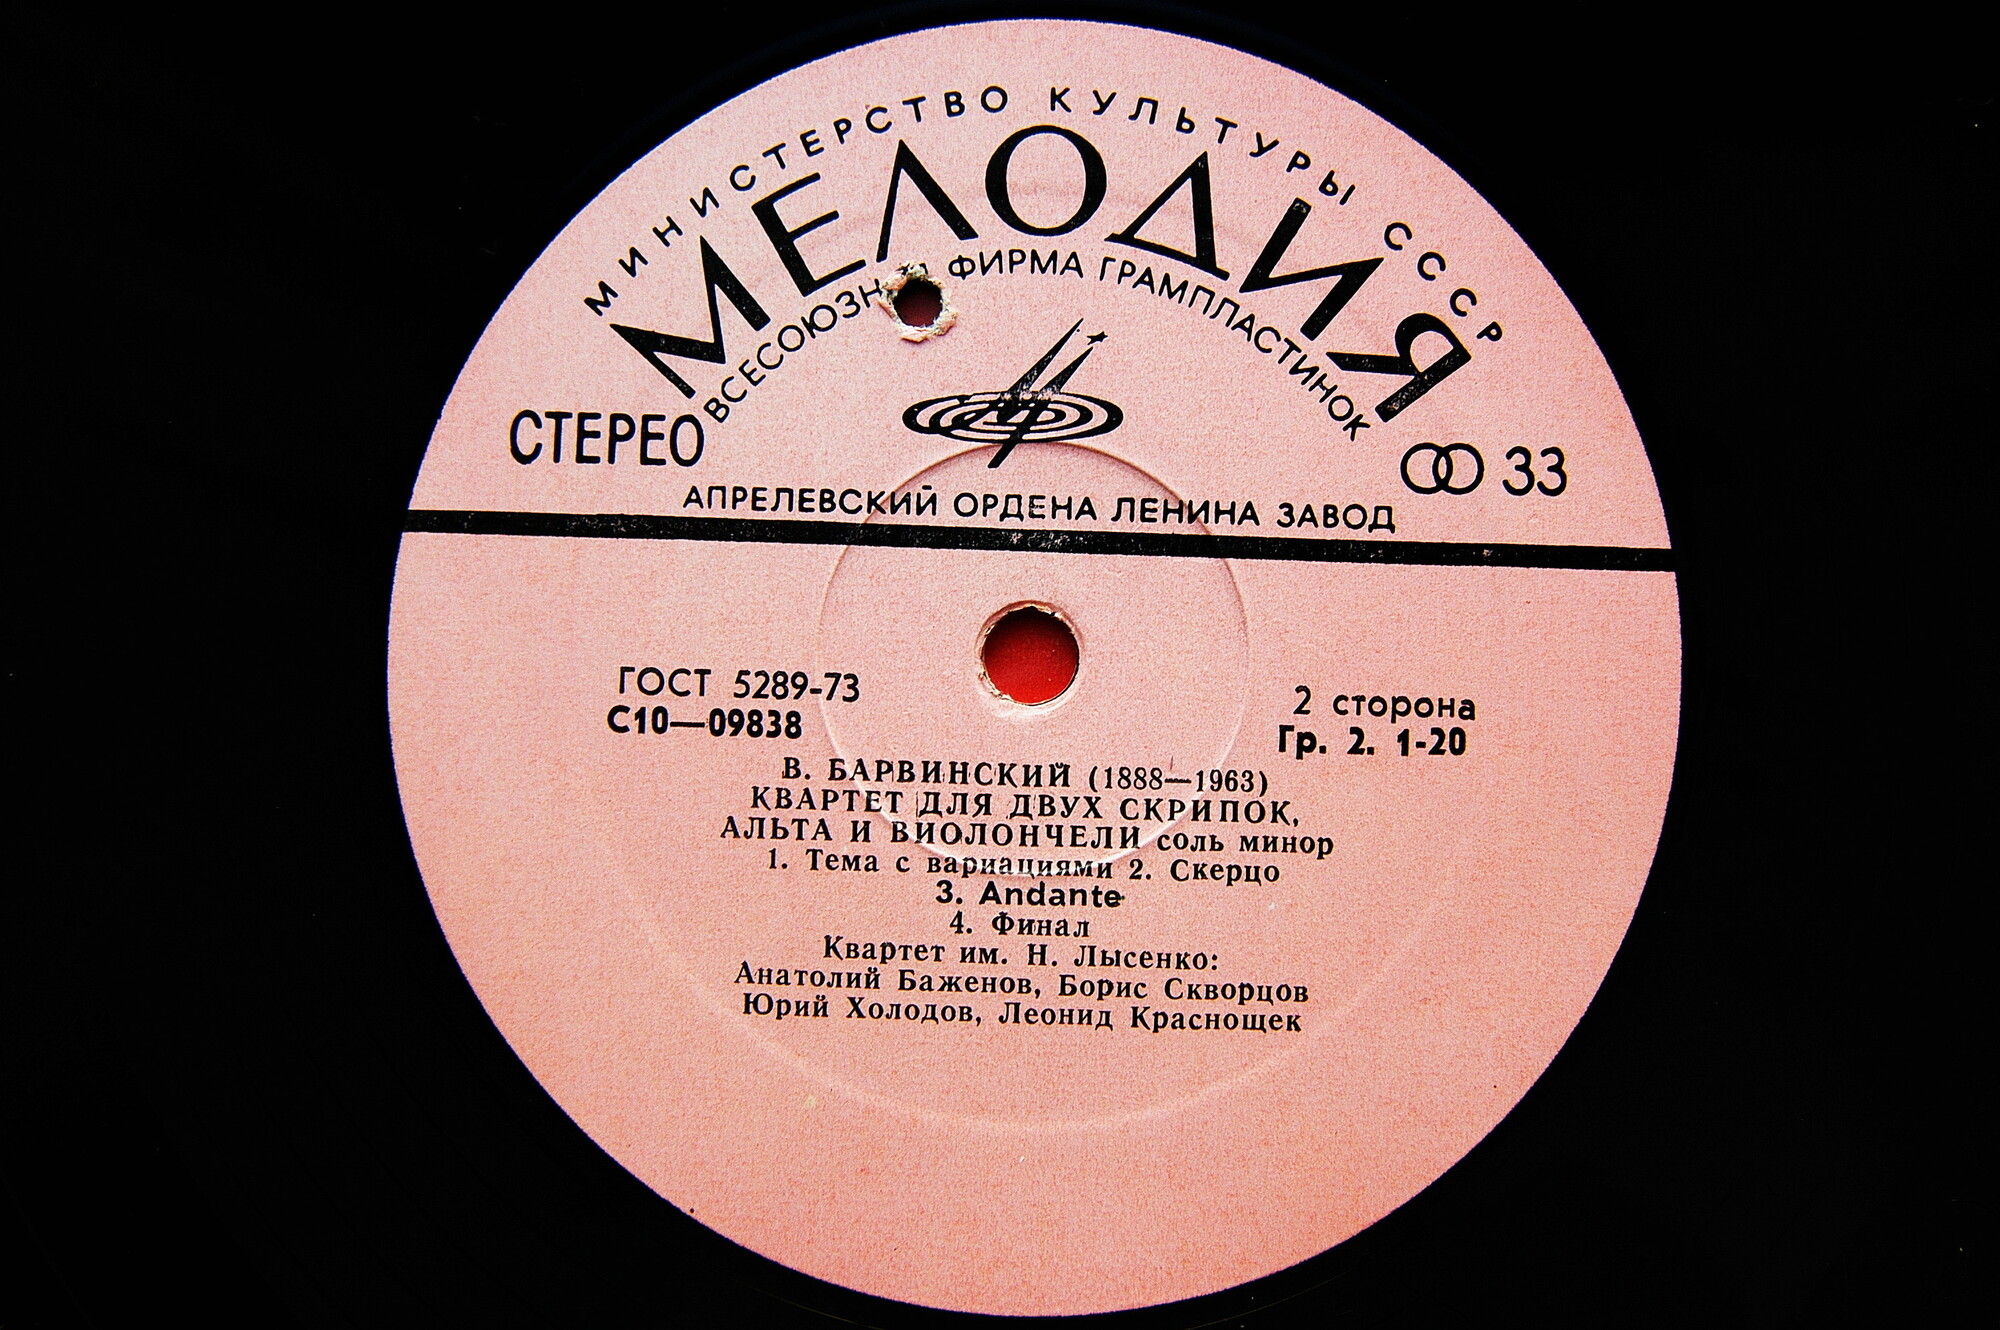 МИНИСТЕРСТВО КУЛЬТУРЫ СССР
МЕЛОДИЯ
ВСЕСОЮЗНАЯ ФИРМА ГРАМПЛАСТИНОК
СТЕРЕО
33
АПРЕЛЕВСКИЙ ОРДЕНА ЛЕНИНА ЗАВОД
ГОСТ 5289-73
С10—09838
2 сторона
Гр. 2. 1-20
В. БАРВИНСКИЙ (1888—1963)
КВАРТЕТ ДЛЯ ДВУХ СКРИПОК,
АЛЬТА И ВИОЛОНЧЕЛИ соль минор
1. Тема с вариациями 2. Скерцо
3. Andante
4. Финал
Квартет им. Н. Лысенко:
Анатолий Баженов, Борис Скворцов
Юрий Холодов, Леонид Краснощек